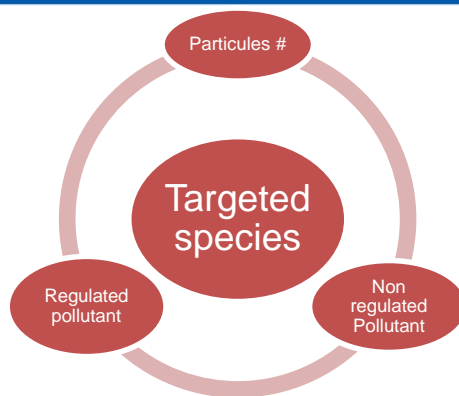 Particules #
Targeted
species
Regulated
pollutant
Non
regulated
Pollutant